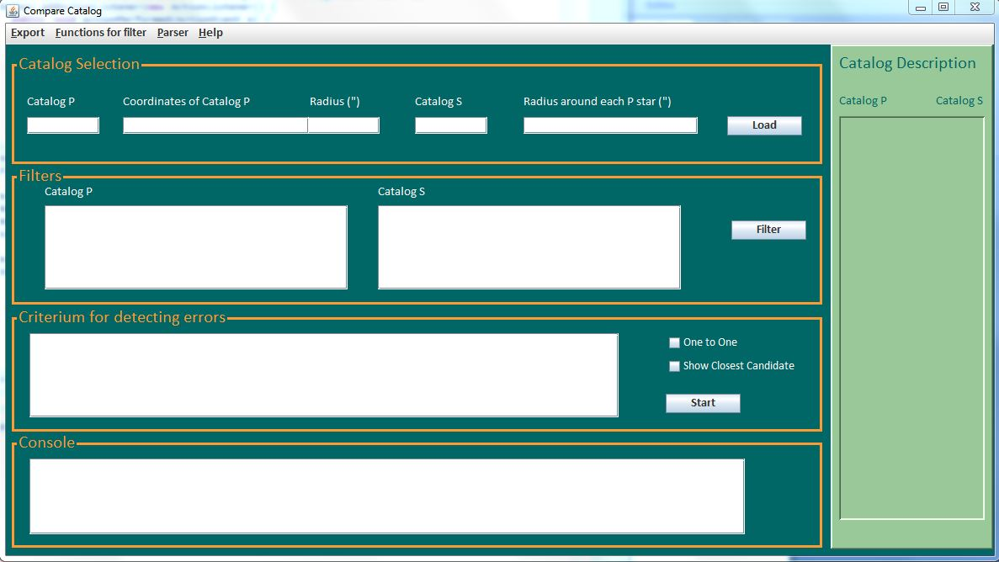 Compare Catalog
Export Functions for filter Parser Help
Catalog Selection
Catalog P Coordinates of Catalog P Radius (") Catalog S Radius around each P star (")
Load
Filters
Catalog P Catalog S
Filter
Criterium for detecting errors
One to One
Show Closest Candidate
Start
Console
Catalog Description
Catalog P Catalog S